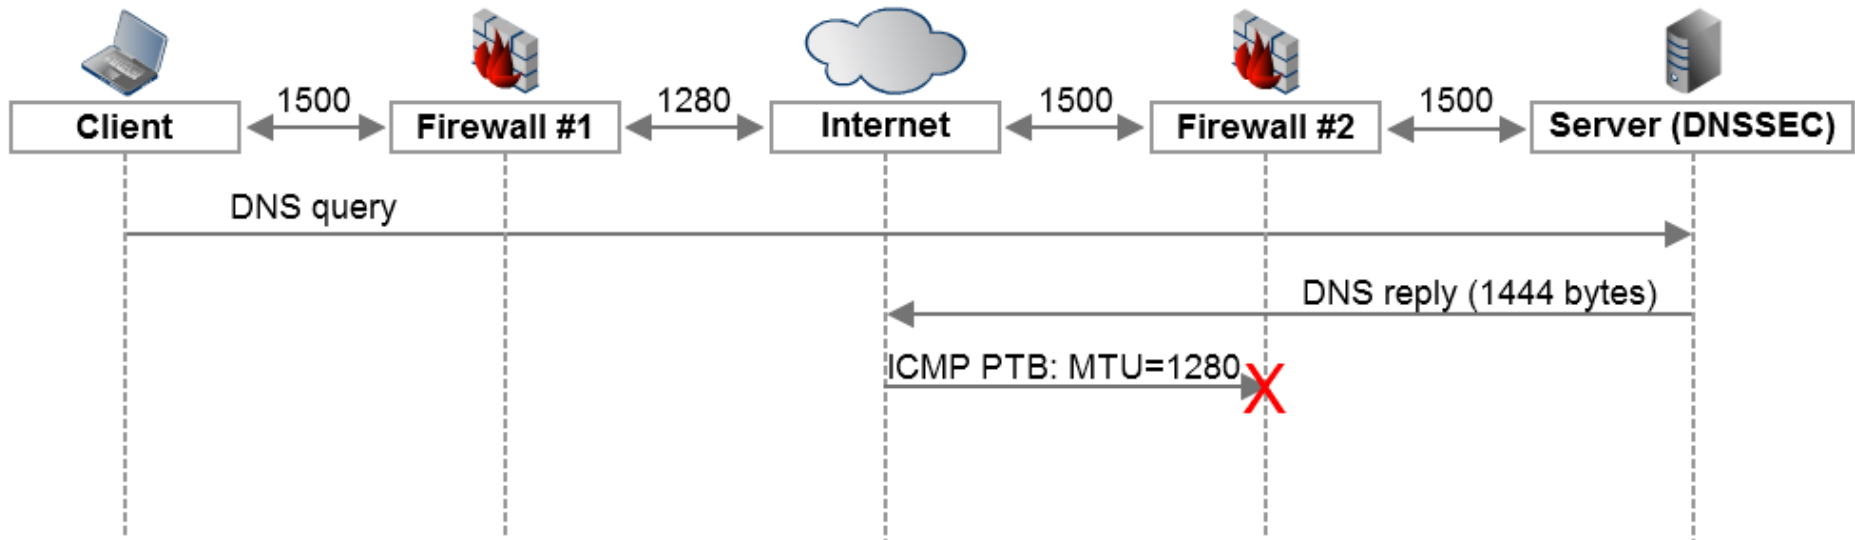 1500
1280
1500
1500
Client
Firewall #1
Internet
Firewall #2
Server (DNSSEC)
DNS query
DNS reply (1444 bytes)
ICMP PTB: MTU=1280
X